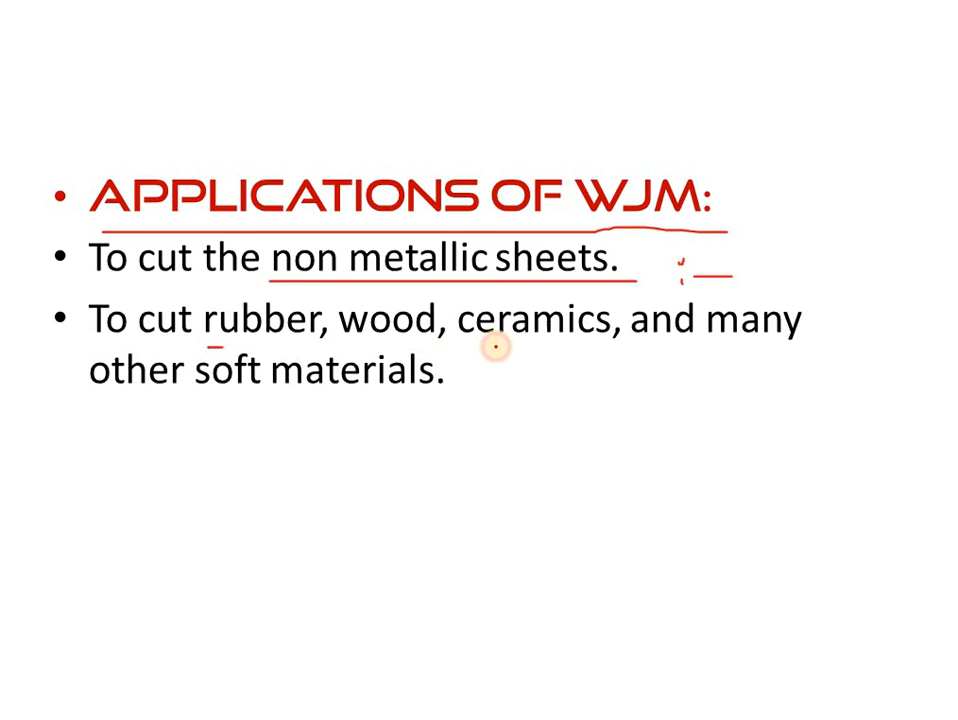 • APPLICATIONS OF WJM:
• To cut the non metallic sheets.
• To cut rubber, wood, ceramics, and many
other soft materials.